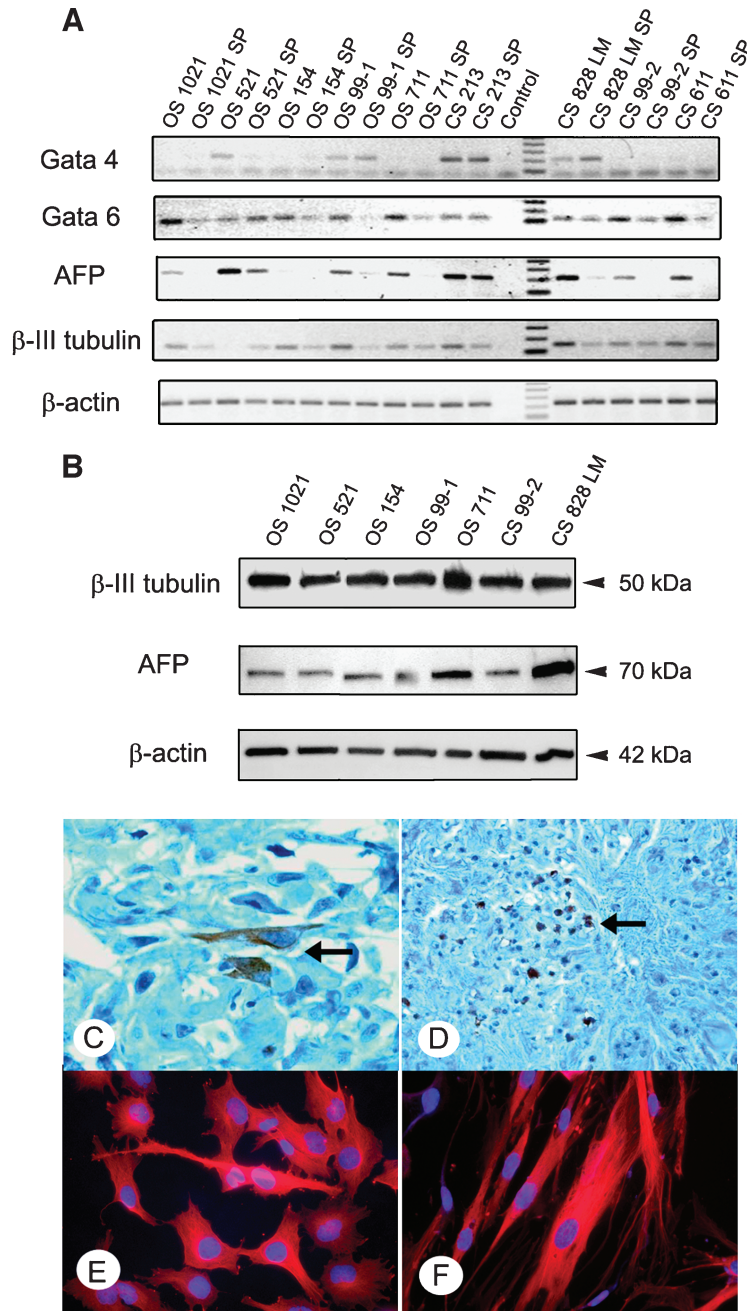 A
OS 1021
OS 1021 SP
OS 521
OS 521 SP
OS 154
OS 154 SP
OS 99-1
OS 99-1 SP
OS 711
OS 711 SP
CS 213
CS 213 SP
Control
CS 828 LM
CS 828 LM SP
CS 99-2
CS 99-2 SP
CS 611
CS 611 SP
Gata 4
Gata 6
AFP
β-III tubulin
β-actin
B
OS 1021
OS 521
OS 154
OS 99-1
OS 711
CS 99-2
CS 828 LM
β-III tubulin
50 kDa
AFP
70 kDa
β-actin
42 kDa
C
D
E
F